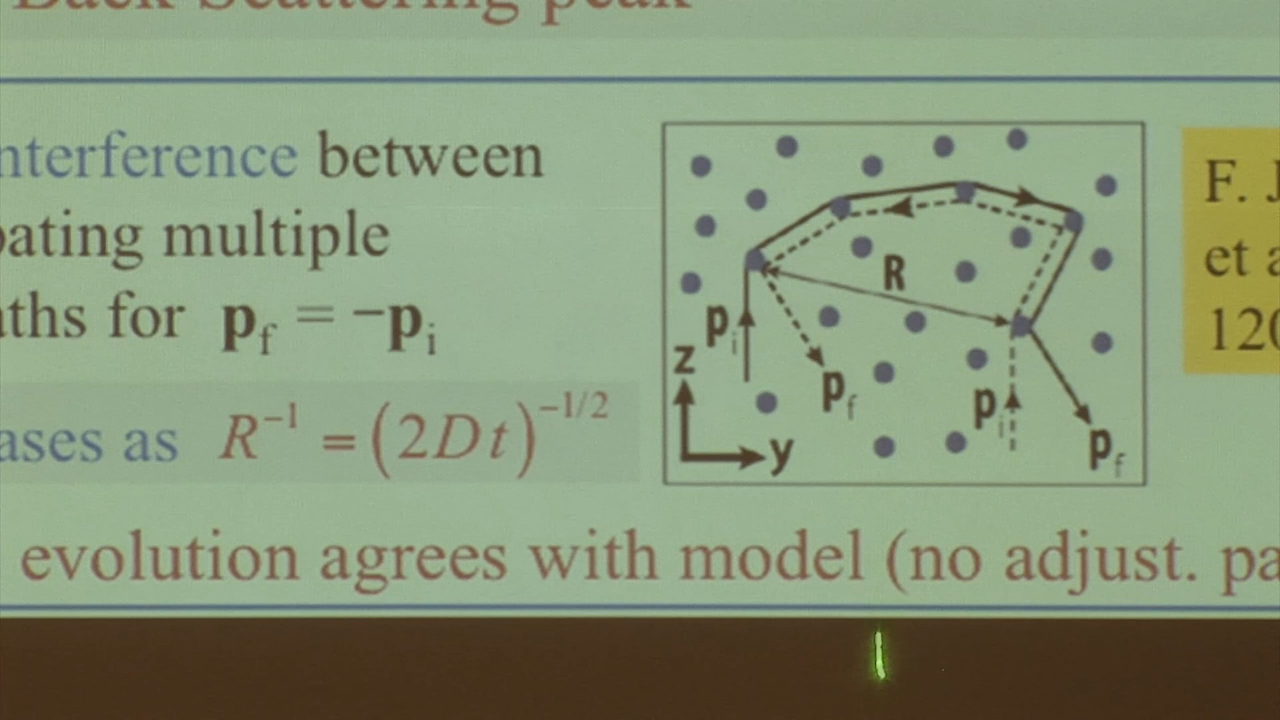 Back Scattering peak
nterference between
pating multiple
ths for p_f = −p_i
ases as R^{-1} = (2Dt)^{-1/2}
evolution agrees with model (no adjust. pa
R
p_i
z
y
p_f
p_i
p_f
F. J
et a
120